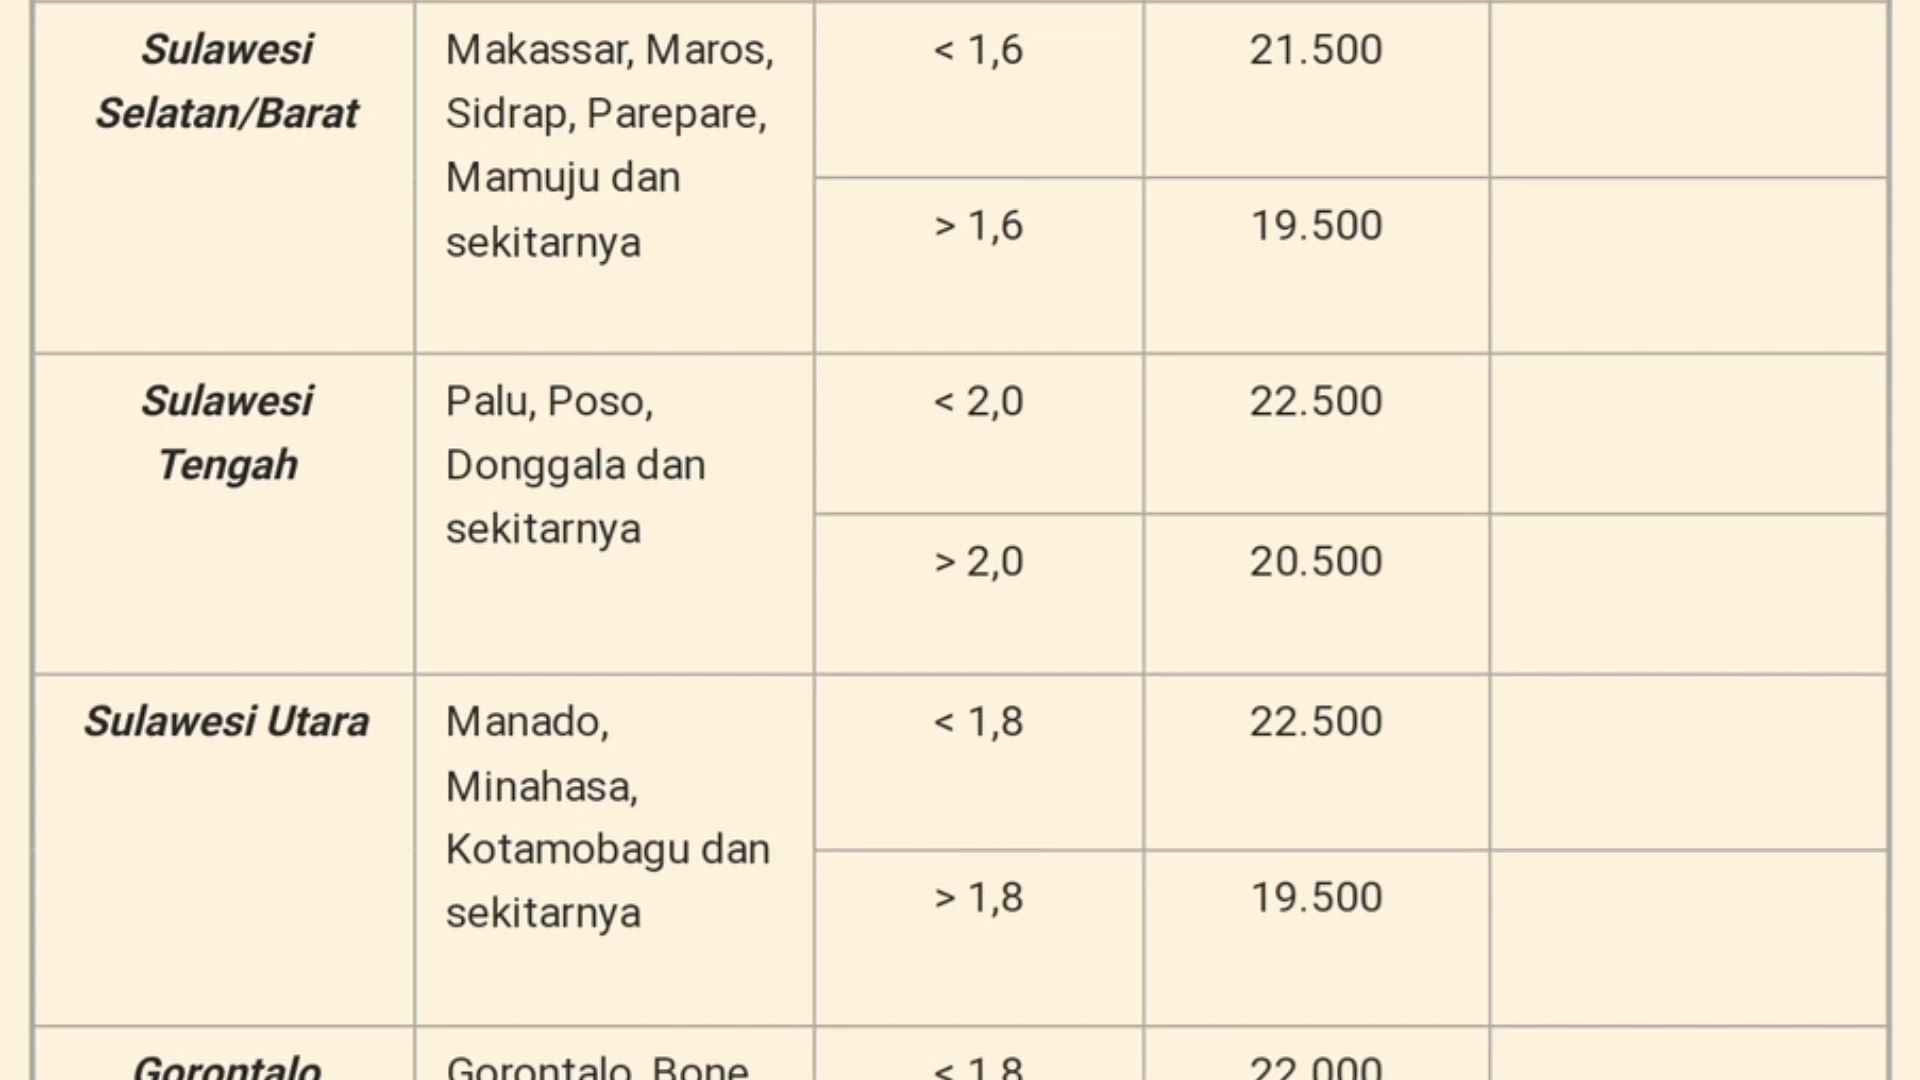 Sulawesi
Selatan/Barat
Makassar, Maros,
Sidrap, Parepare,
Mamuju dan
sekitarnya
< 1,6
21.500
> 1,6
19.500
Sulawesi
Tengah
Palu, Poso,
Donggala dan
sekitarnya
< 2,0
22.500
> 2,0
20.500
Sulawesi Utara
Manado,
Minahasa,
Kotamobagu dan
sekitarnya
< 1,8
22.500
> 1,8
19.500
Gorontalo
Gorontalo, Bone
< 1,8
22.000